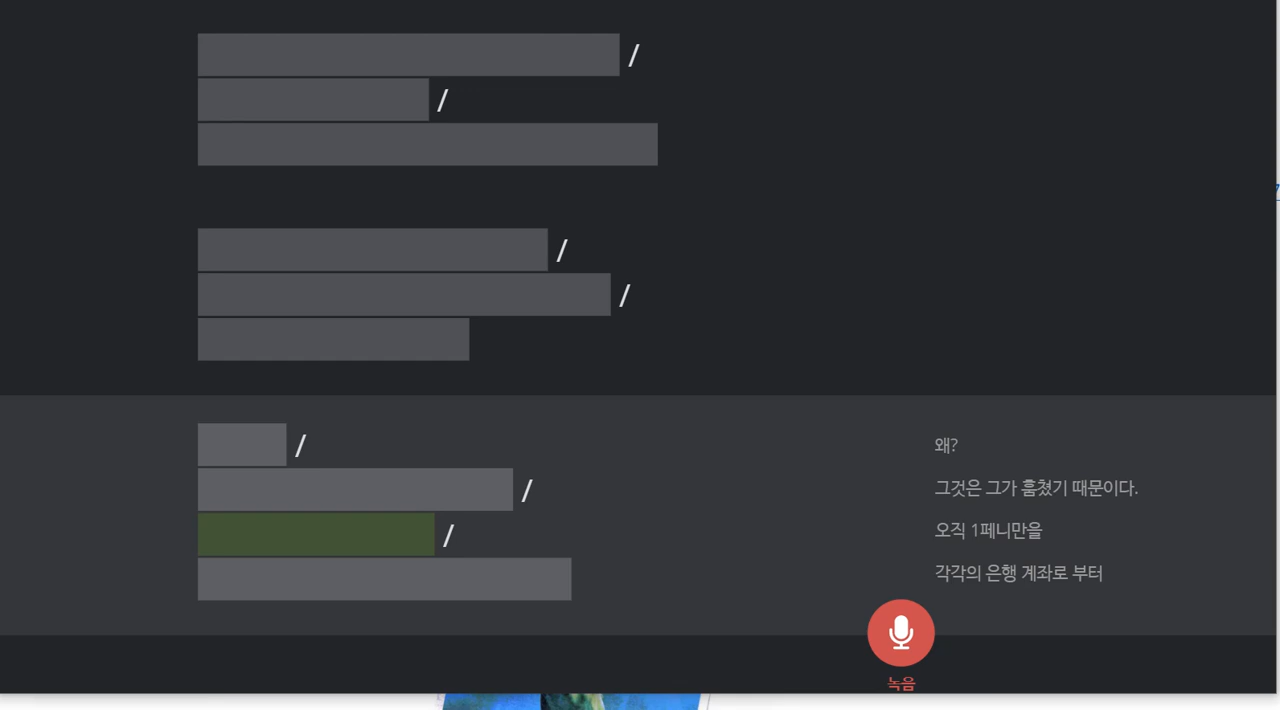 /
/
/
/
/
왜?
/
그것은 그가 훔쳤기 때문이다.
/
오직 1페니만을
각각의 은행 계좌로 부터
녹음